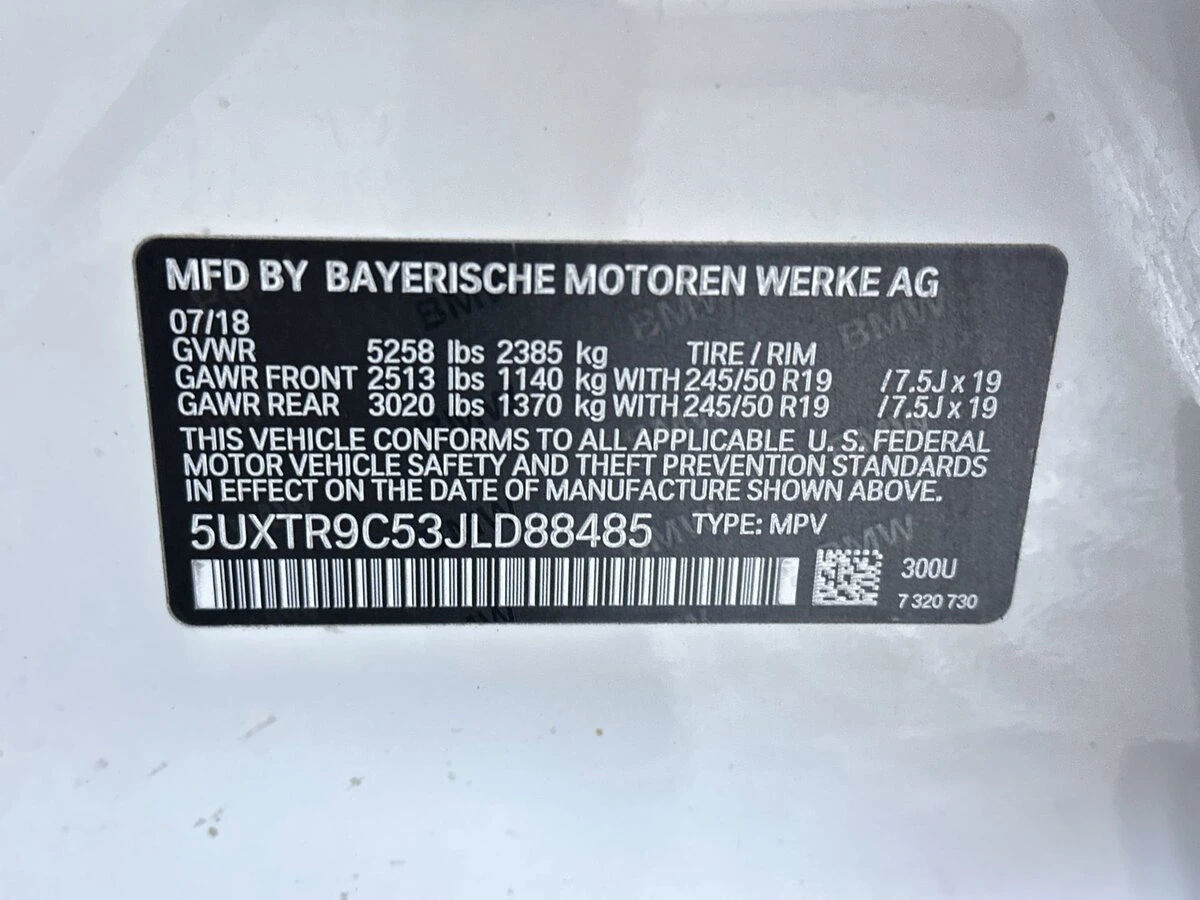 MFD BY BAYERISCHE MOTOREN WERKE AG
07/18
GVWR 5258 lbs 2385 kg TIRE / RIM
GAWR FRONT 2513 lbs 1140 kg WITH 245/50 R19 /7.5J x 19
GAWR REAR 3020 lbs 1370 kg WITH 245/50 R19 /7.5J x 19
THIS VEHICLE CONFORMS TO ALL APPLICABLE U. S. FEDERAL
MOTOR VEHICLE SAFETY AND THEFT PREVENTION STANDARDS
IN EFFECT ON THE DATE OF MANUFACTURE SHOWN ABOVE.
5UXTR9C53JLD88485 TYPE: MPV
300U
7 320 730